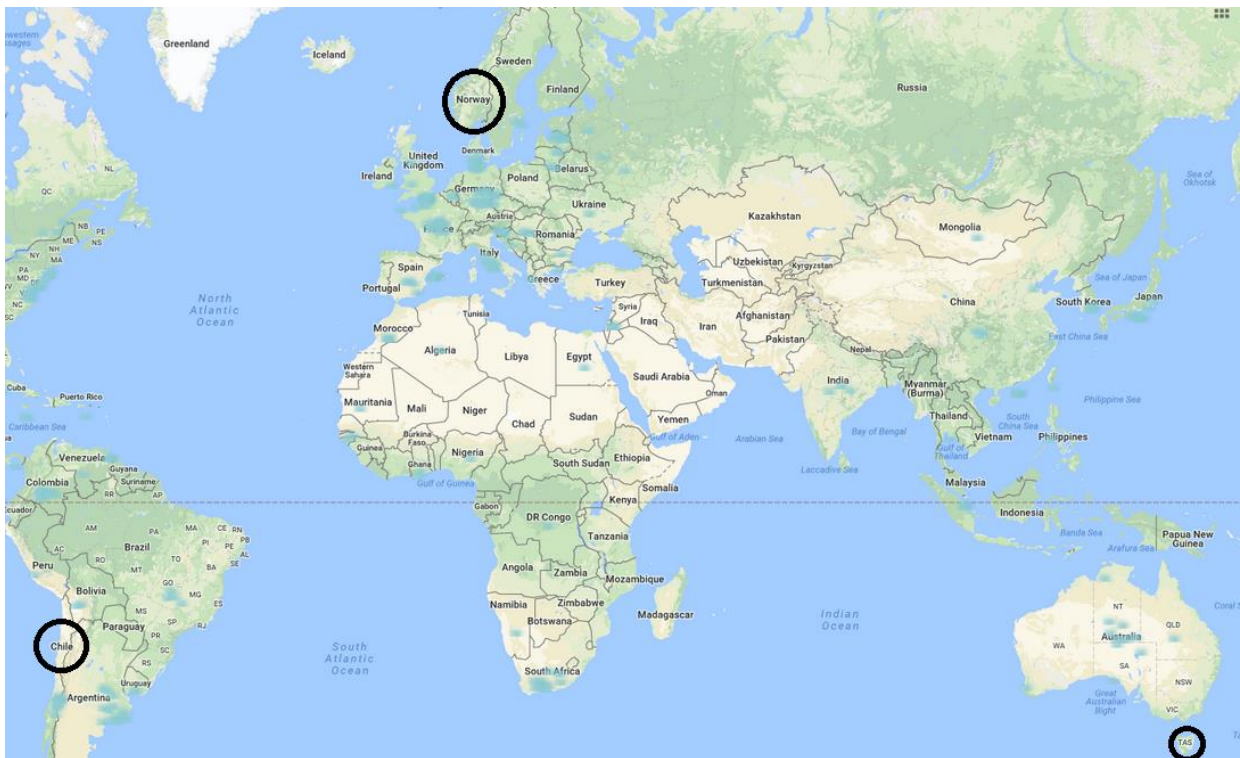 Greenland
Iceland
Sweden
Norway
Finland
Russia
Denmark
United
Kingdom
Ireland
Poland
Belarus
NL
QC
Sea of
Okhotsk
Germany
Ukraine
Austria
Kazakhstan
Mongolia
NB
PE
ME
NS
NH
NY
MA
PA
MD
NC
SC
Romania
Italy
Spain
Portugal
Greece
Turkey
Uzbekistan
Kyrgyzstan
Turkmenistan
Sea of Japan
China
South Korea
Japan
North
Atlantic
Ocean
Tunisia
Syria
Iraq
Iran
Afghanistan
Pakistan
East China Sea
Morocco
Algeria
Libya
Egypt
Nepal
Western
Sahara
Saudi Arabia
India
Myanmar
(Burma)
Cuba
Puerto Rico
Oman
Mauritania
Mali
Niger
Chad
Sudan
Yemen
Thailand
Philippine Sea
South
China Sea
Caribbean Sea
Gulf of Aden
Arabian Sea
Bay of Bengal
Vietnam
Philippines
Burkina
Faso
Guinea
Ghana
Nigeria
South Sudan
Ethiopia
Gulf of
Thailand
Laccadive Sea
Venezuela
Guyana
Suriname
Colombia
RR
AP
Gulf of Guinea
Somalia
Malaysia
Ecuador
Gabon
Kenya
Indonesia
DR Congo
Tanzania
Banda Sea
Arafura Sea
Papua New
Guinea
AM
PA
MA
CE
RN
PB
PI
PE
AL
SE
AC
RO
TO
BA
MT
Brazil
Peru
Bolivia
GO
MG
ES
MS
SP
RJ
Paraguay
PR
SC
RS
Angola
Zambia
Mozambique
Namibia
Zimbabwe
Botswana
Madagascar
Indian
Ocean
NT
QLD
Australia
WA
SA
NSW
VIC
TAS
Chile
Uruguay
Argentina
South
Atlantic
Ocean
South Africa
Great
Australian
Bight